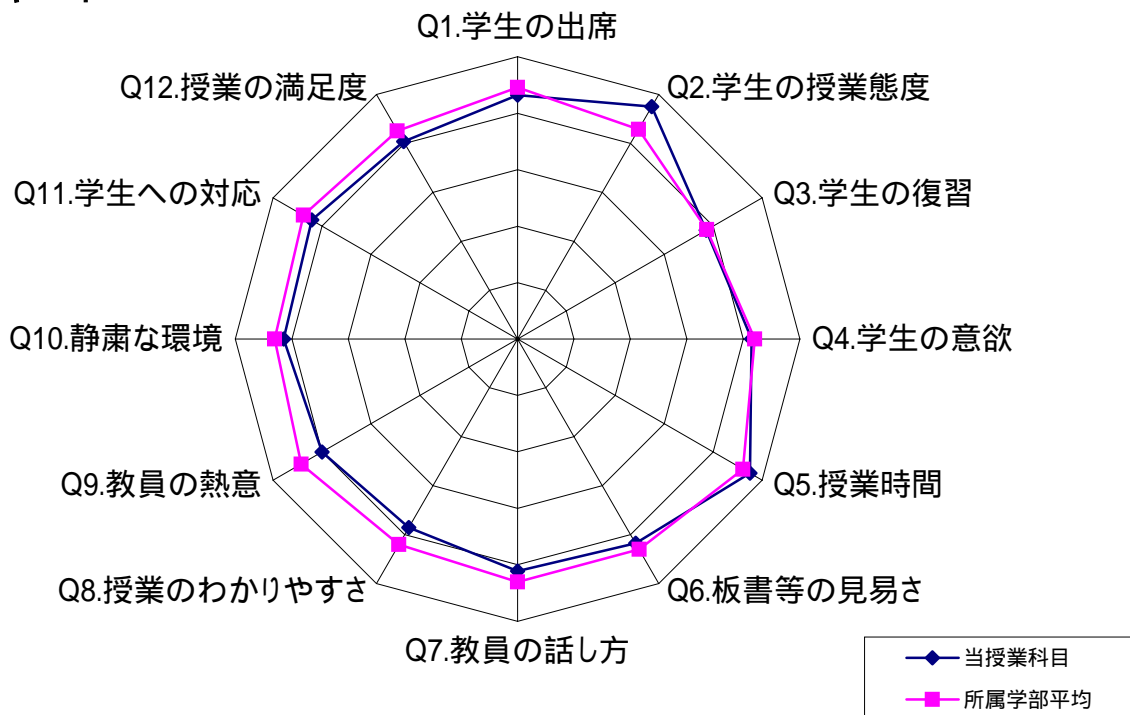 Q1.学生の出席
Q2.学生の授業態度
Q3.学生の復習
Q4.学生の意欲
Q5.授業時間
Q6.板書等の見易さ
Q7.教員の話し方
Q8.授業のわかりやすさ
Q9.教員の熱意
Q10.静粛な環境
Q11.学生への対応
Q12.授業の満足度
当授業科目
所属学部平均